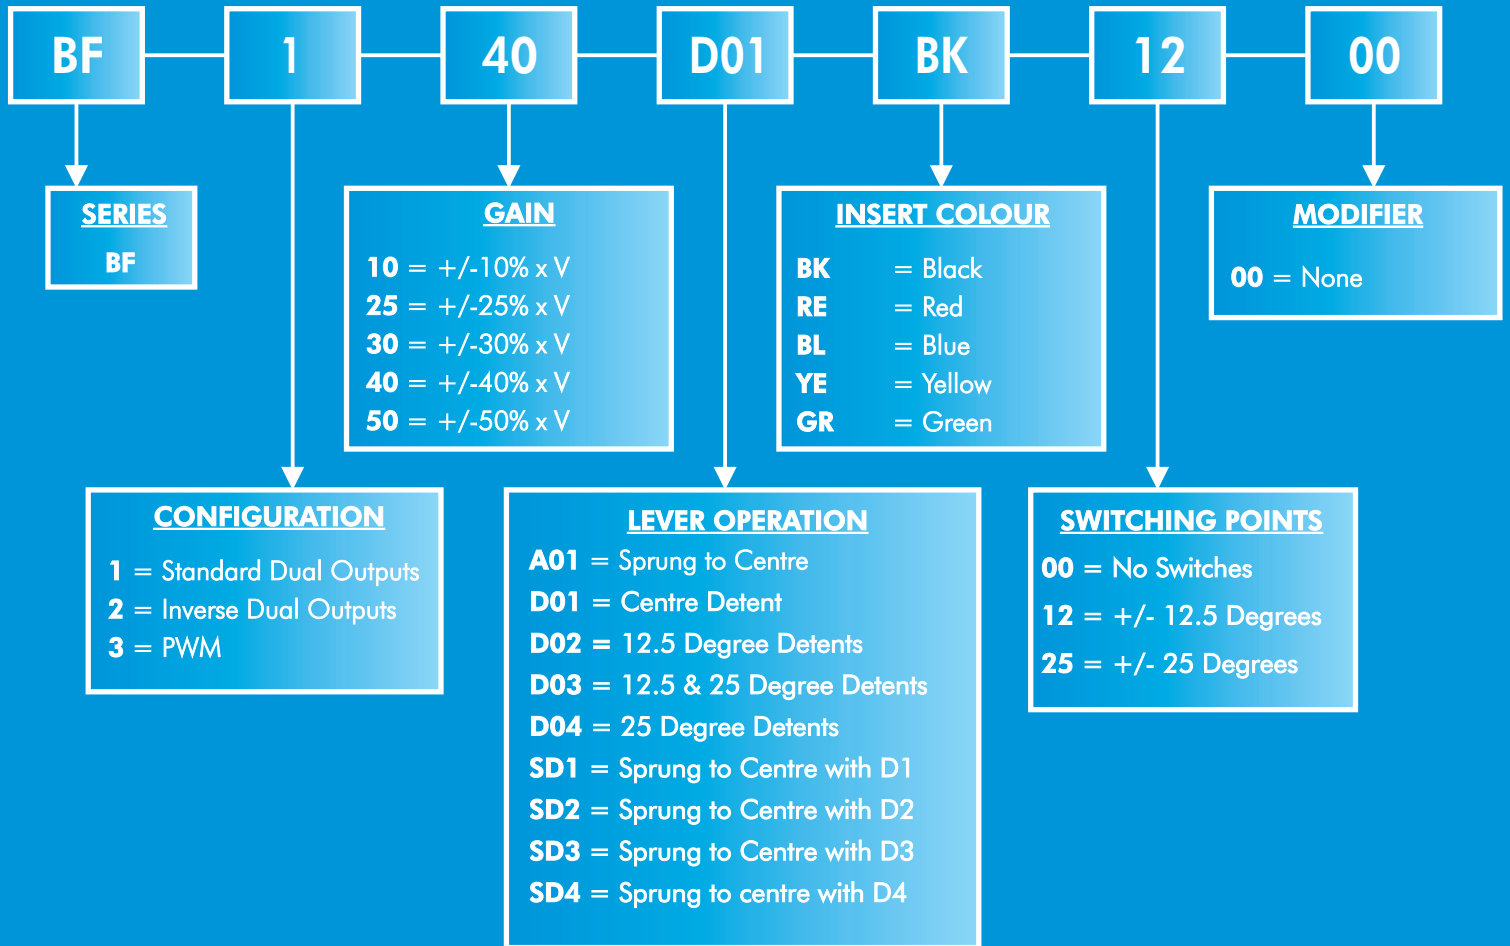 BF 1 40 D01 BK 12 00
SERIES
BF
GAIN
10 = +/-10% x V
25 = +/-25% x V
30 = +/-30% x V
40 = +/-40% x V
50 = +/-50% x V
INSERT COLOUR
BK = Black
RE = Red
BL = Blue
YE = Yellow
GR = Green
MODIFIER
00 = None
CONFIGURATION
1 = Standard Dual Outputs
2 = Inverse Dual Outputs
3 = PWM
LEVER OPERATION
A01 = Sprung to Centre
D01 = Centre Detent
D02 = 12.5 Degree Detents
D03 = 12.5 & 25 Degree Detents
D04 = 25 Degree Detents
SD1 = Sprung to Centre with D1
SD2 = Sprung to Centre with D2
SD3 = Sprung to Centre with D3
SD4 = Sprung to centre with D4
SWITCHING POINTS
00 = No Switches
12 = +/- 12.5 Degrees
25 = +/- 25 Degrees